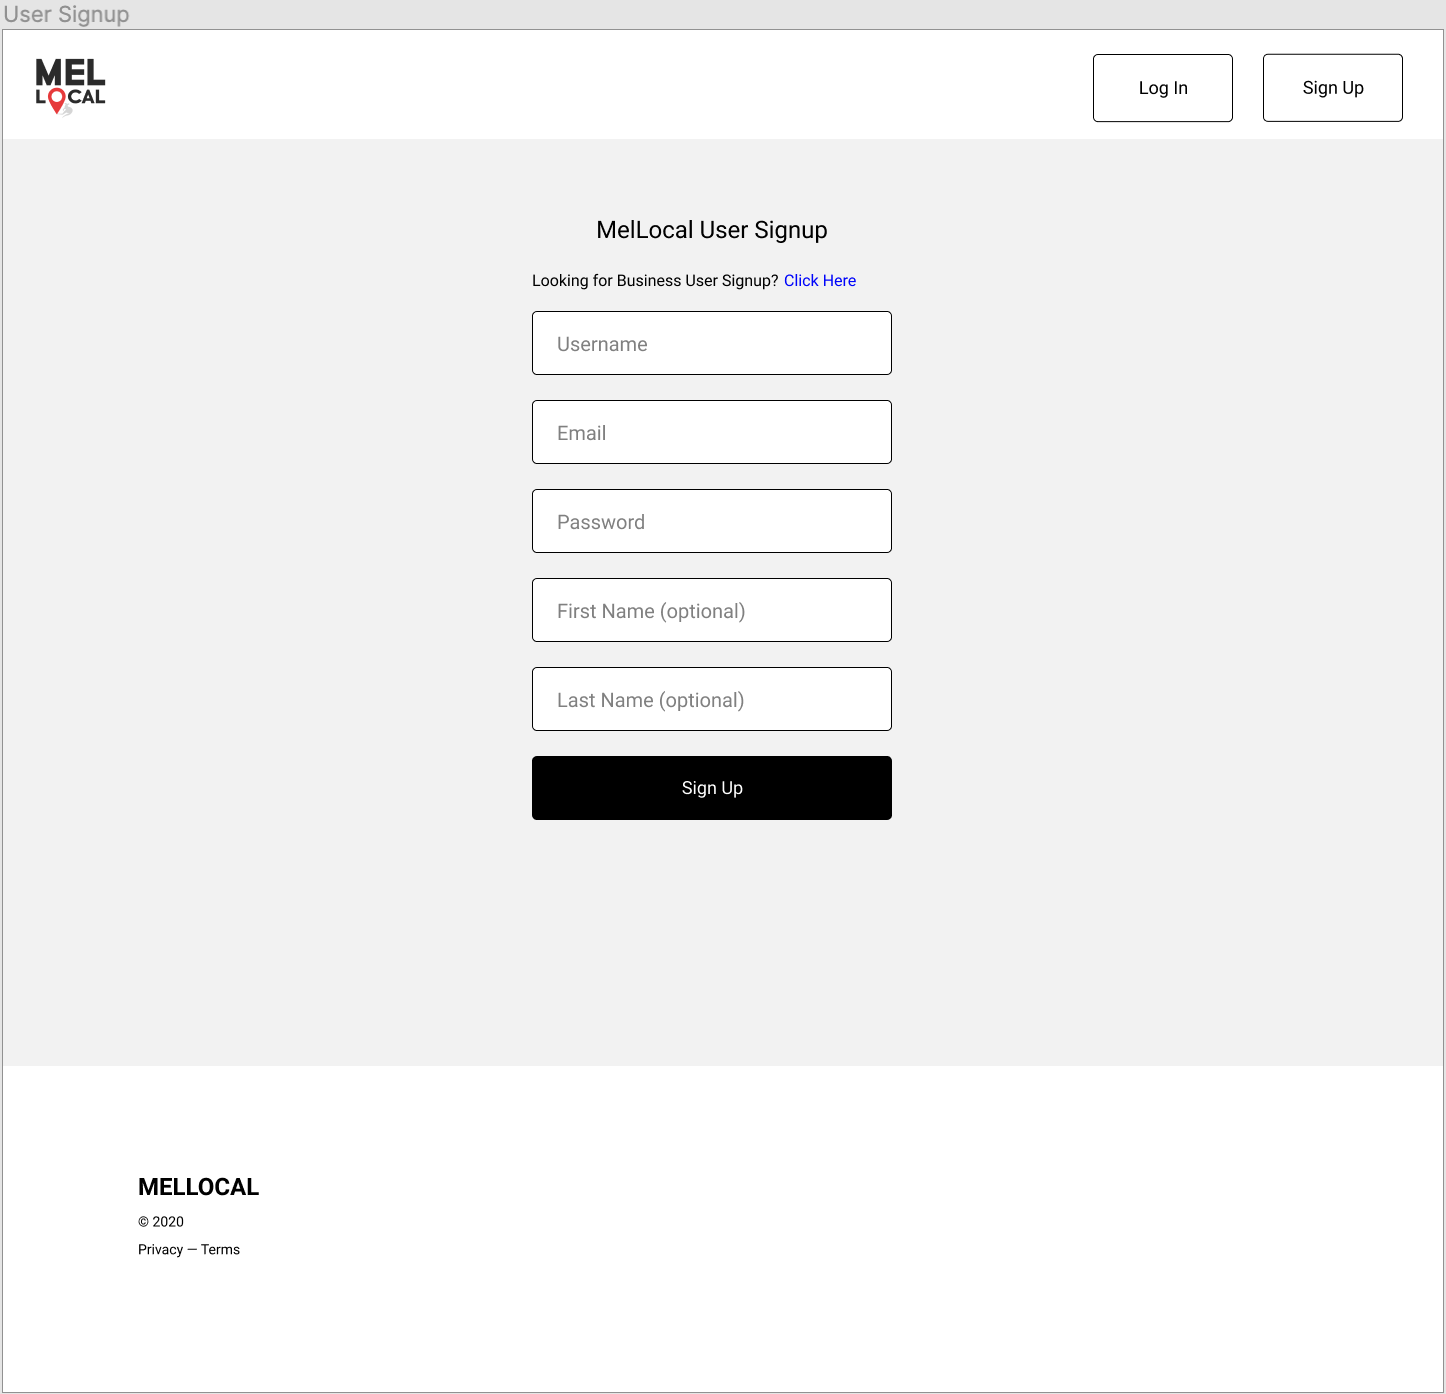 User Signup
MEL
LOCAL
Log In
Sign Up
MelLocal User Signup
Looking for Business User Signup? Click Here
Username
Email
Password
First Name (optional)
Last Name (optional)
Sign Up
MELLOCAL
© 2020
Privacy — Terms